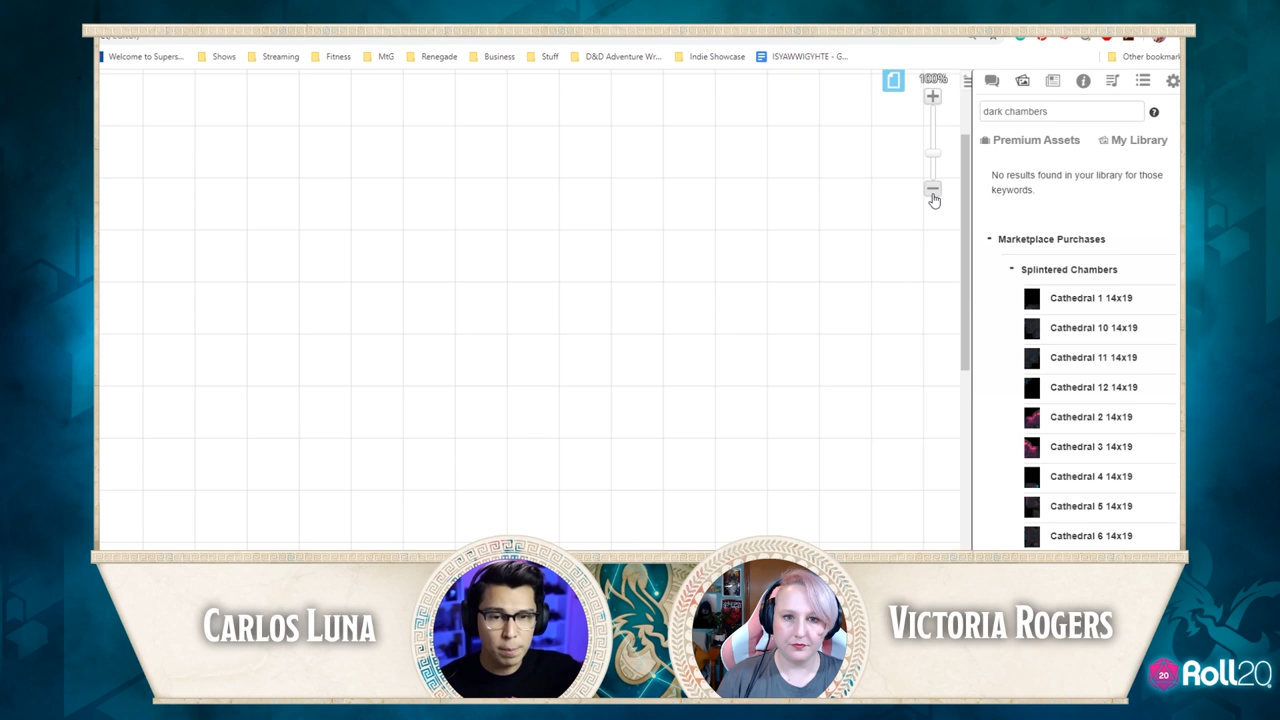 Welcome to Supers...
Shows
Streaming
Fitness
MtG
Renegade
Business
Stuff
D&D Adventure Wr...
Indie Showcase
ISYAWWIGYHTE - G...
Other bookmark
100%
dark chambers
Premium Assets
My Library
No results found in your library for those
keywords.
Marketplace Purchases
Splintered Chambers
Cathedral 1 14x19
Cathedral 10 14x19
Cathedral 11 14x19
Cathedral 12 14x19
Cathedral 2 14x19
Cathedral 3 14x19
Cathedral 4 14x19
Cathedral 5 14x19
Cathedral 6 14x19
CARLOS LUNA
VICTORIA ROGERS
20
Roll20